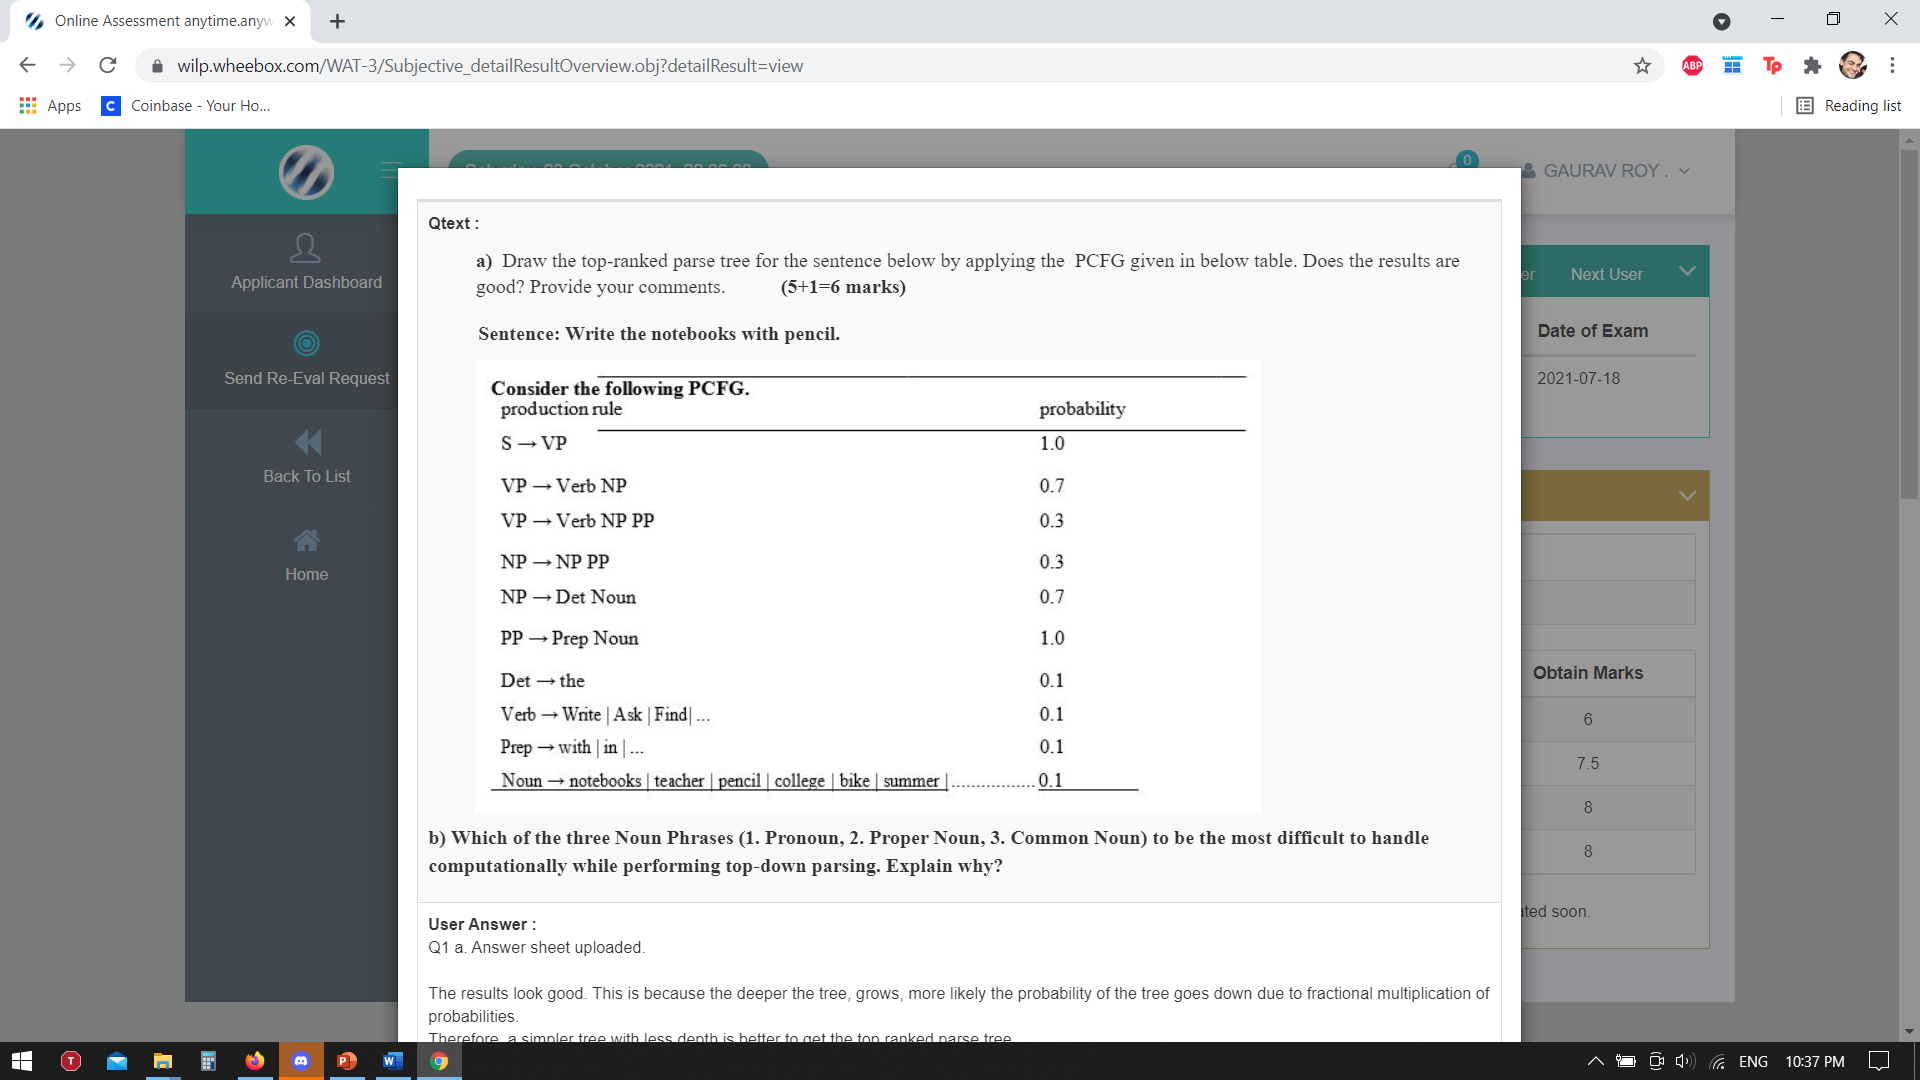 Online Assessment anytime.anyw
wilp.wheebox.com/WAT-3/Subjective_detailResultOverview.obj?detailResult=view
ABP
Tp
Apps
C
Coinbase - Your Ho...
Reading list
0
GAURAV ROY .
Applicant Dashboard
Send Re-Eval Request
Back To List
Home
er
Next User
Date of Exam
2021-07-18
Obtain Marks
6
7.5
8
8
ated soon.
Qtext :
a) Draw the top-ranked parse tree for the sentence below by applying the PCFG given in below table. Does the results are
good? Provide your comments. (5+1=6 marks)
Sentence: Write the notebooks with pencil.
Consider the following PCFG.
production rule probability
S → VP 1.0
VP → Verb NP 0.7
VP → Verb NP PP 0.3
NP → NP PP 0.3
NP → Det Noun 0.7
PP → Prep Noun 1.0
Det → the 0.1
Verb → Write | Ask | Find| ... 0.1
Prep → with | in | ... 0.1
Noun → notebooks | teacher | pencil | college | bike | summer |................ 0.1
b) Which of the three Noun Phrases (1. Pronoun, 2. Proper Noun, 3. Common Noun) to be the most difficult to handle
computationally while performing top-down parsing. Explain why?
User Answer :
Q1 a. Answer sheet uploaded.
The results look good. This is because the deeper the tree, grows, more likely the probability of the tree goes down due to fractional multiplication of
probabilities.
Therefore, a simpler tree with less depth is better to get the top ranked parse tree
T
P
W
ENG
10:37 PM